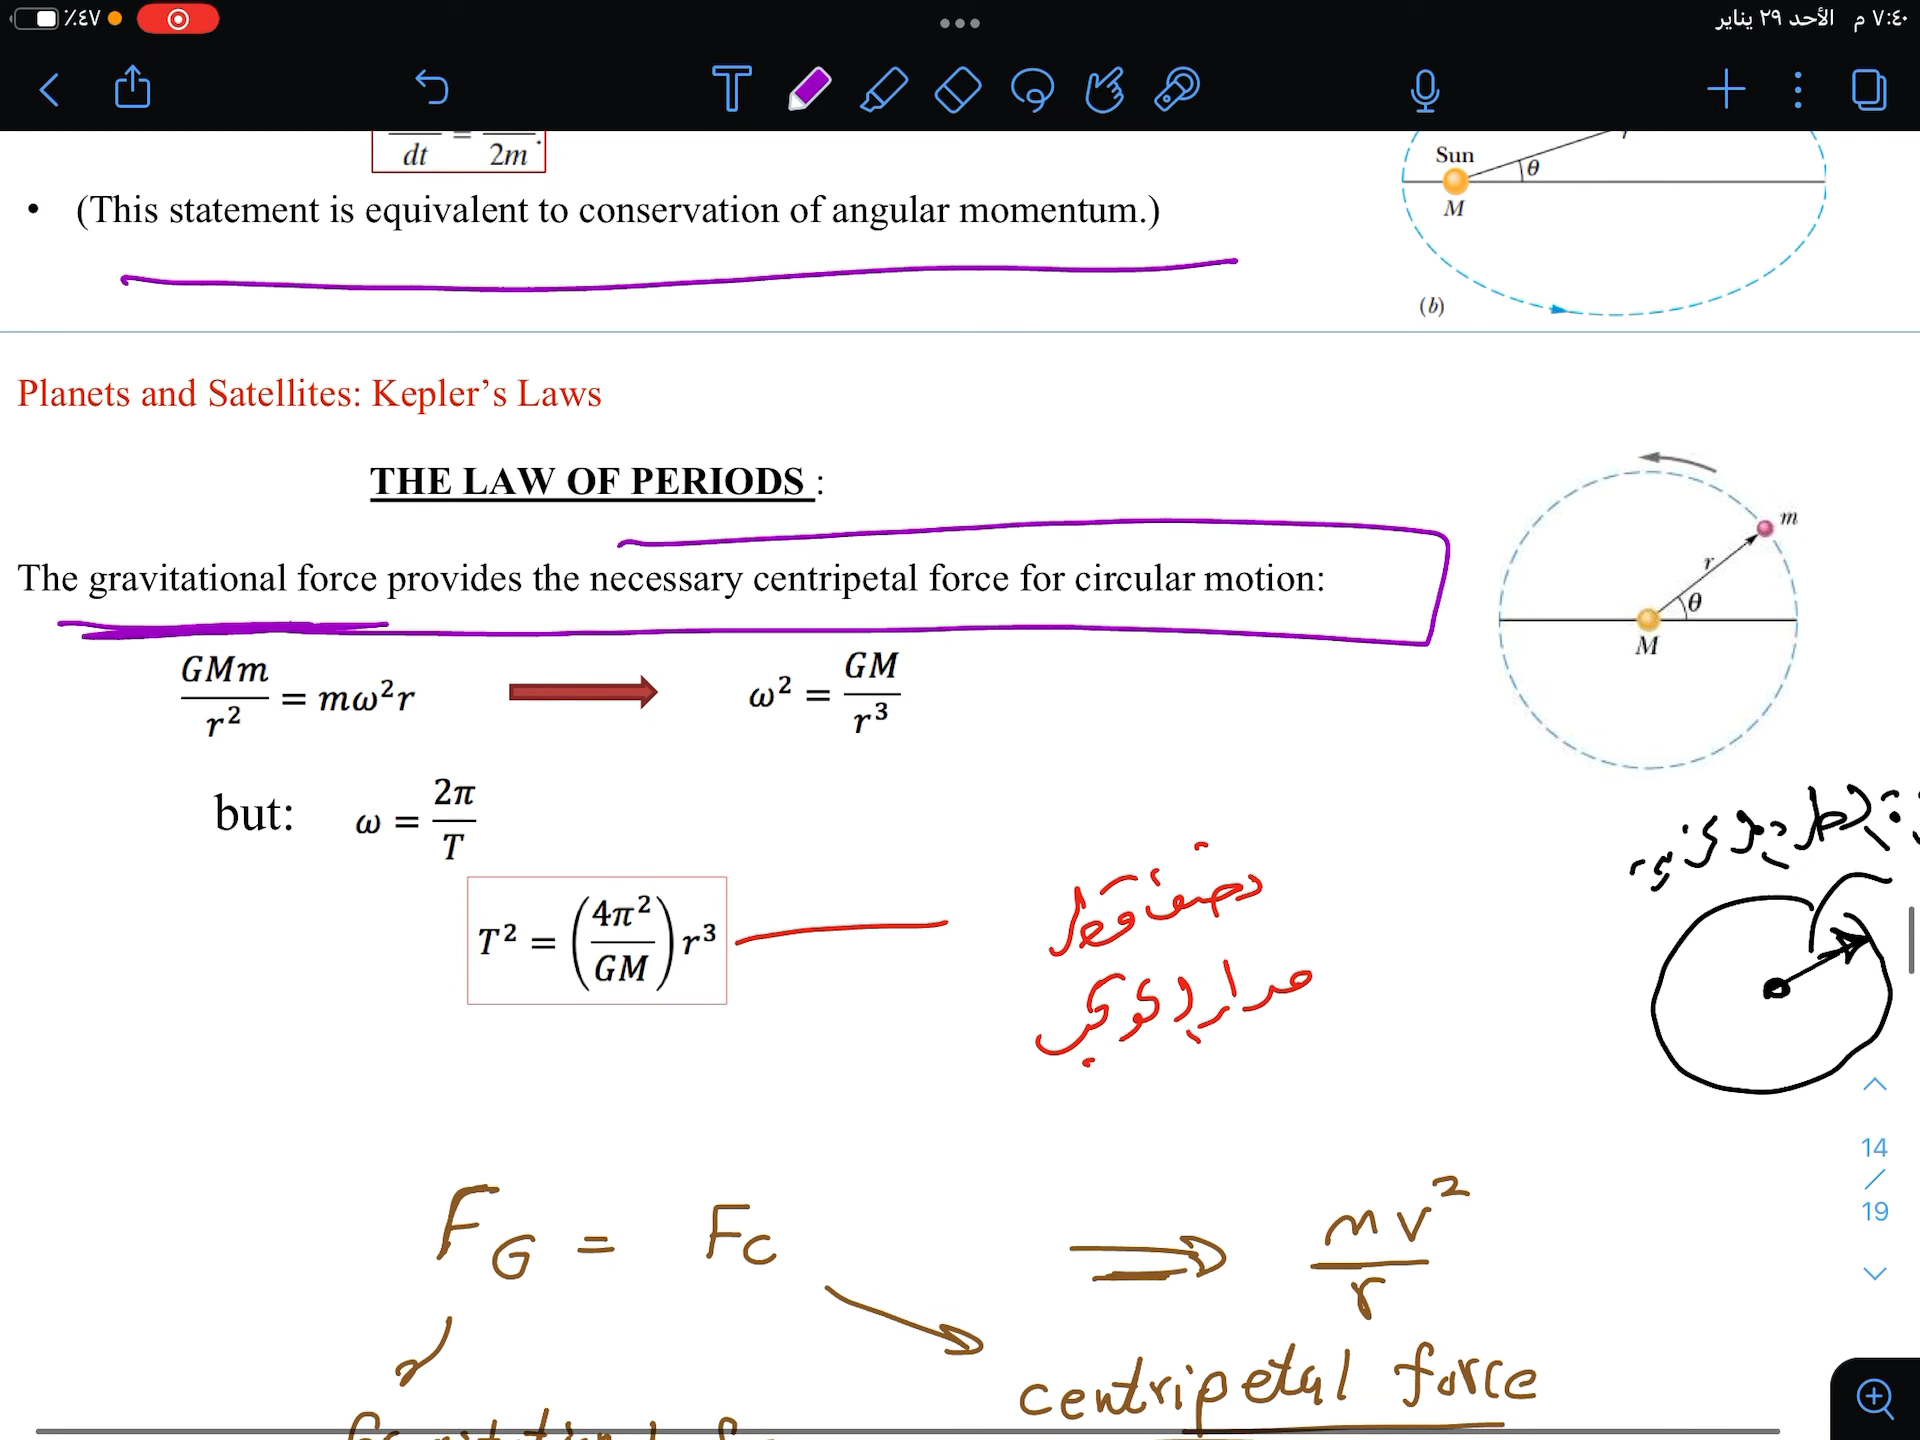 ٪٤٧
٧:٤٠ م الأحد ٢٩ يناير
dt = 2m .
• (This statement is equivalent to conservation of angular momentum.)
Sun
θ
M
(b)
Planets and Satellites: Kepler’s Laws
THE LAW OF PERIODS :
The gravitational force provides the necessary centripetal force for circular motion:
m
r
θ
M
GMm/r² = mω²r
ω² = GM/r³
but: ω = 2π/T
T² = (4π²/GM) r³
نصف قطر
مدار الكوكب
F_G = F_C
mv²/r
centripetal force
14
/
19